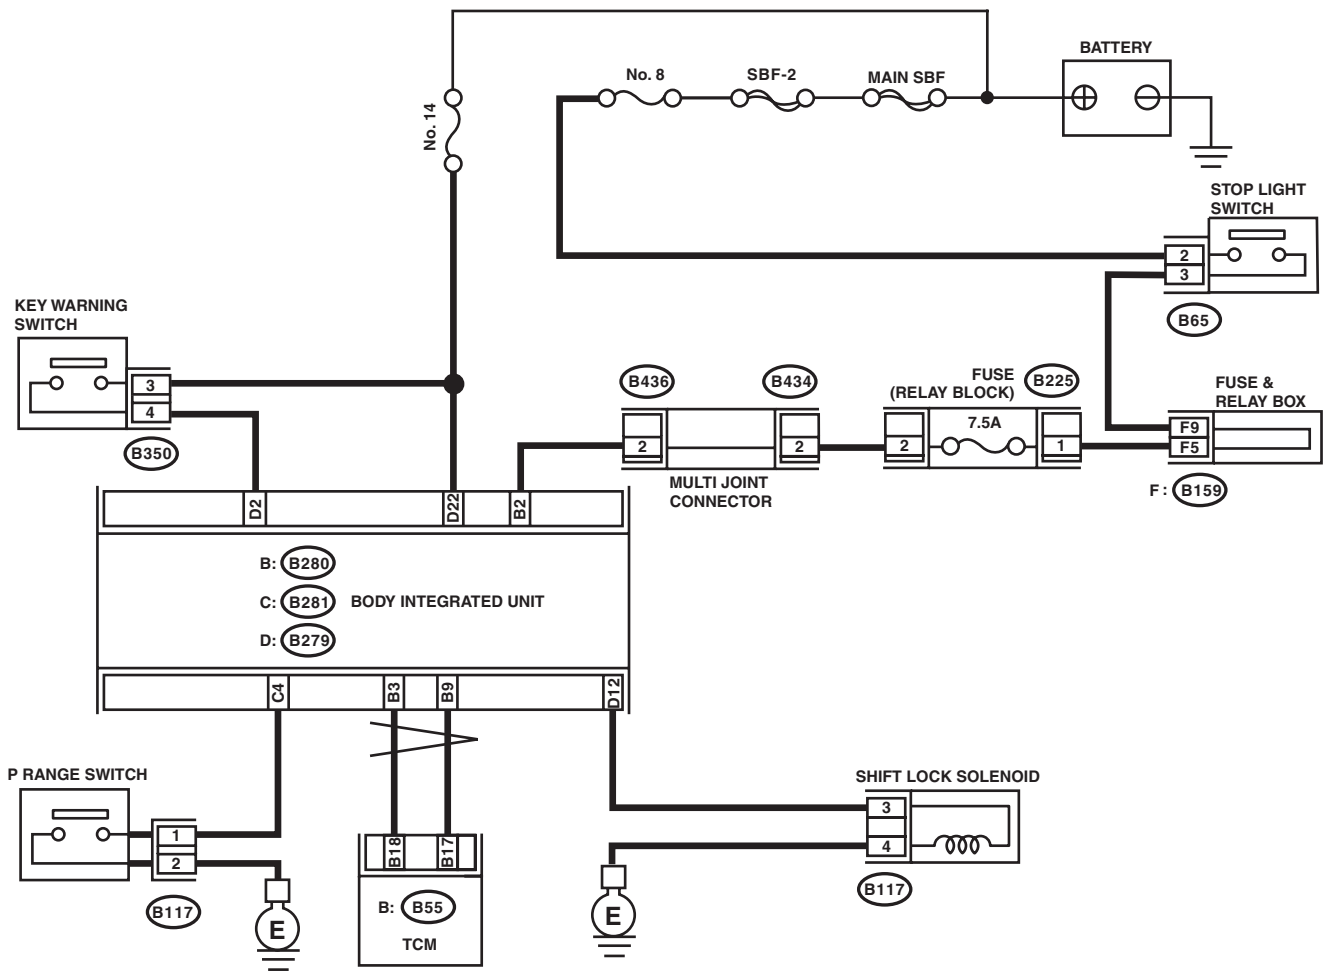 BATTERY
No. 8
SBF-2
MAIN SBF
No. 14
STOP LIGHT
SWITCH
2
3
B65
KEY WARNING
SWITCH
3
4
B350
B436
B434
FUSE
(RELAY BLOCK)
B225
7.5A
2
2
2
1
MULTI JOINT
CONNECTOR
FUSE &
RELAY BOX
F9
F5
F: B159
D2
D22
B2
B: B280
C: B281
BODY INTEGRATED UNIT
D: B279
C4
B3
B9
D12
P RANGE SWITCH
1
2
B117
E
B18
B17
B: B55
TCM
SHIFT LOCK SOLENOID
3
4
B117
E